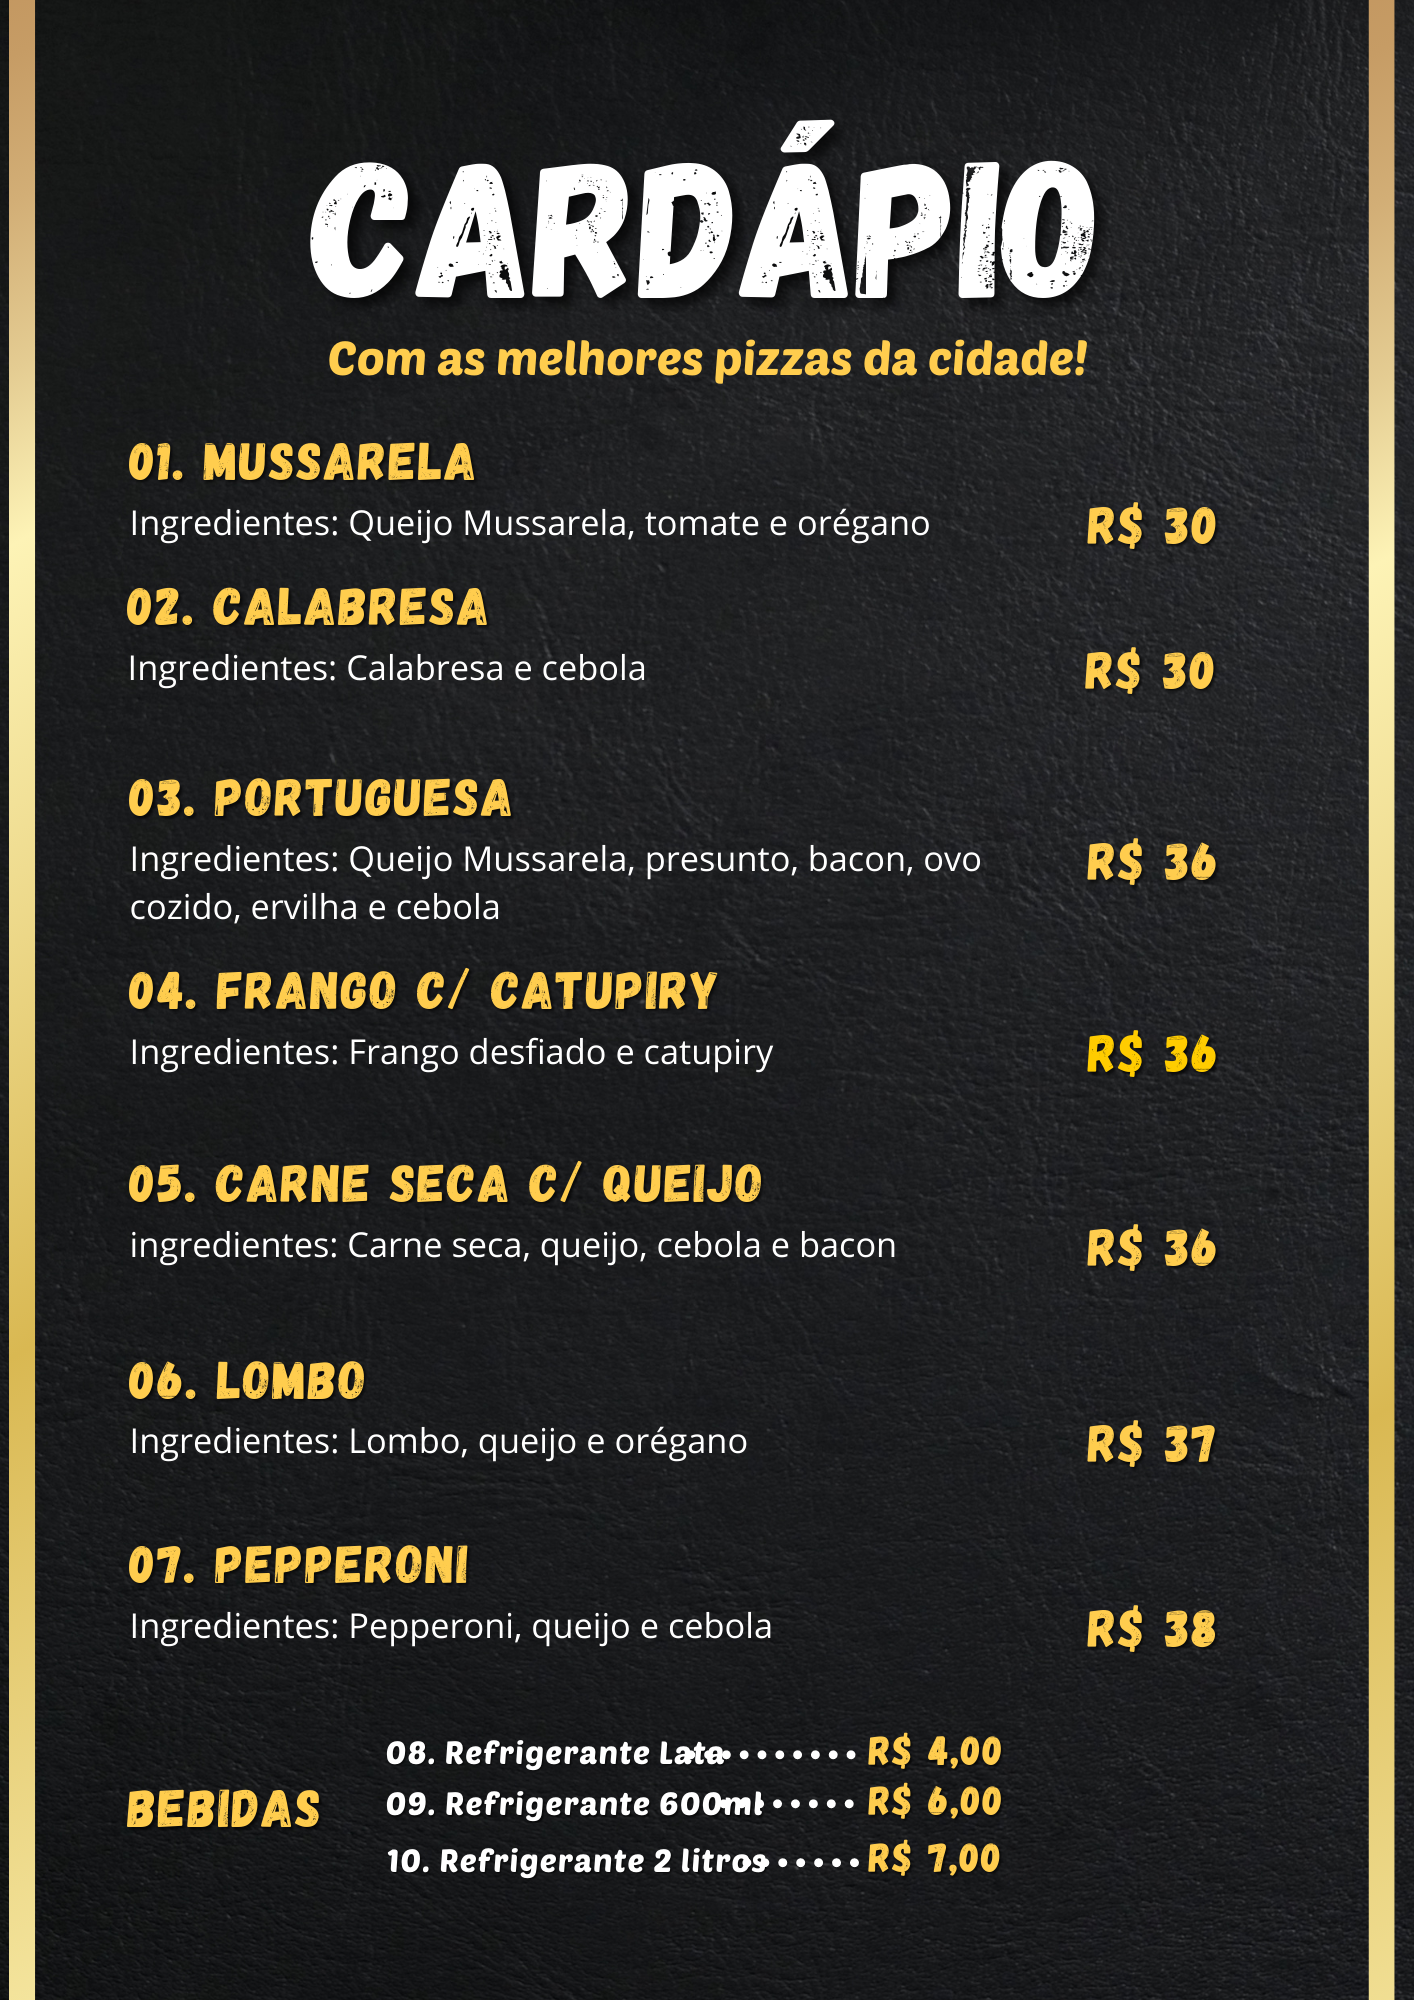 CARDÁPIO
Com as melhores pizzas da cidade!
01. MUSSARELA
Ingredientes: Queijo Mussarela, tomate e orégano R$ 30
02. CALABRESA
Ingredientes: Calabresa e cebola R$ 30
03. PORTUGUESA
Ingredientes: Queijo Mussarela, presunto, bacon, ovo R$ 36
cozido, ervilha e cebola
04. FRANGO C/ CATUPIRY
Ingredientes: Frango desfiado e catupiry R$ 36
05. CARNE SECA C/ QUEIJO
ingredientes: Carne seca, queijo, cebola e bacon R$ 36
06. LOMBO
Ingredientes: Lombo, queijo e orégano R$ 37
07. PEPPERONI
Ingredientes: Pepperoni, queijo e cebola R$ 38
BEBIDAS
08. Refrigerante Lata R$ 4,00
09. Refrigerante 600ml R$ 6,00
10. Refrigerante 2 litros R$ 7,00